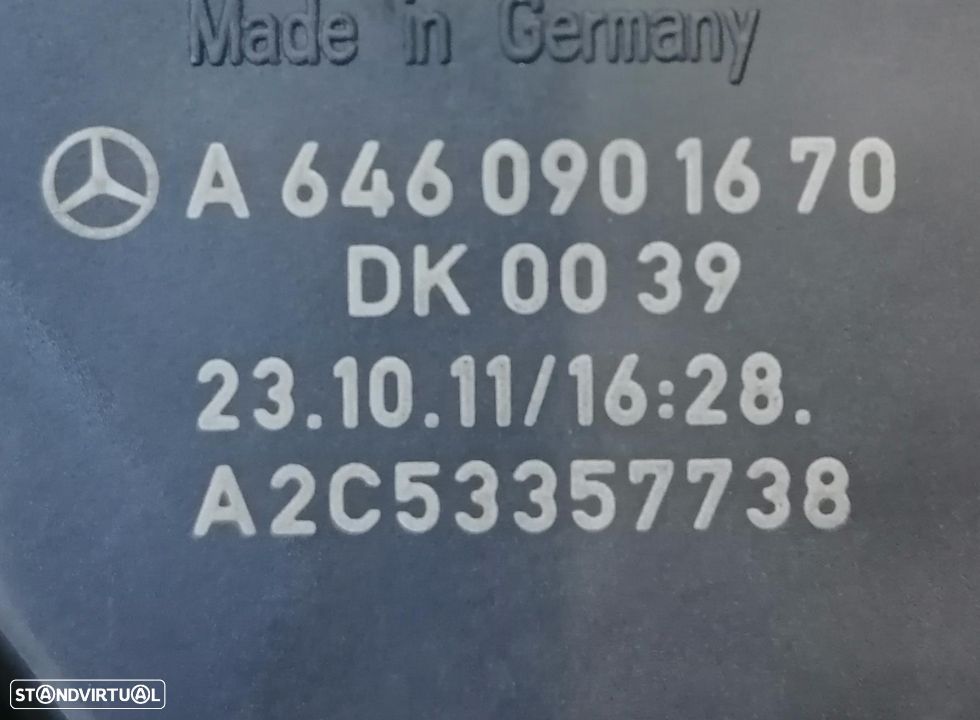 Made in Germany
A 646 090 16 70
DK 00 39
23.10.11/16:28.
A2C53357738
STANDVIRTUAL